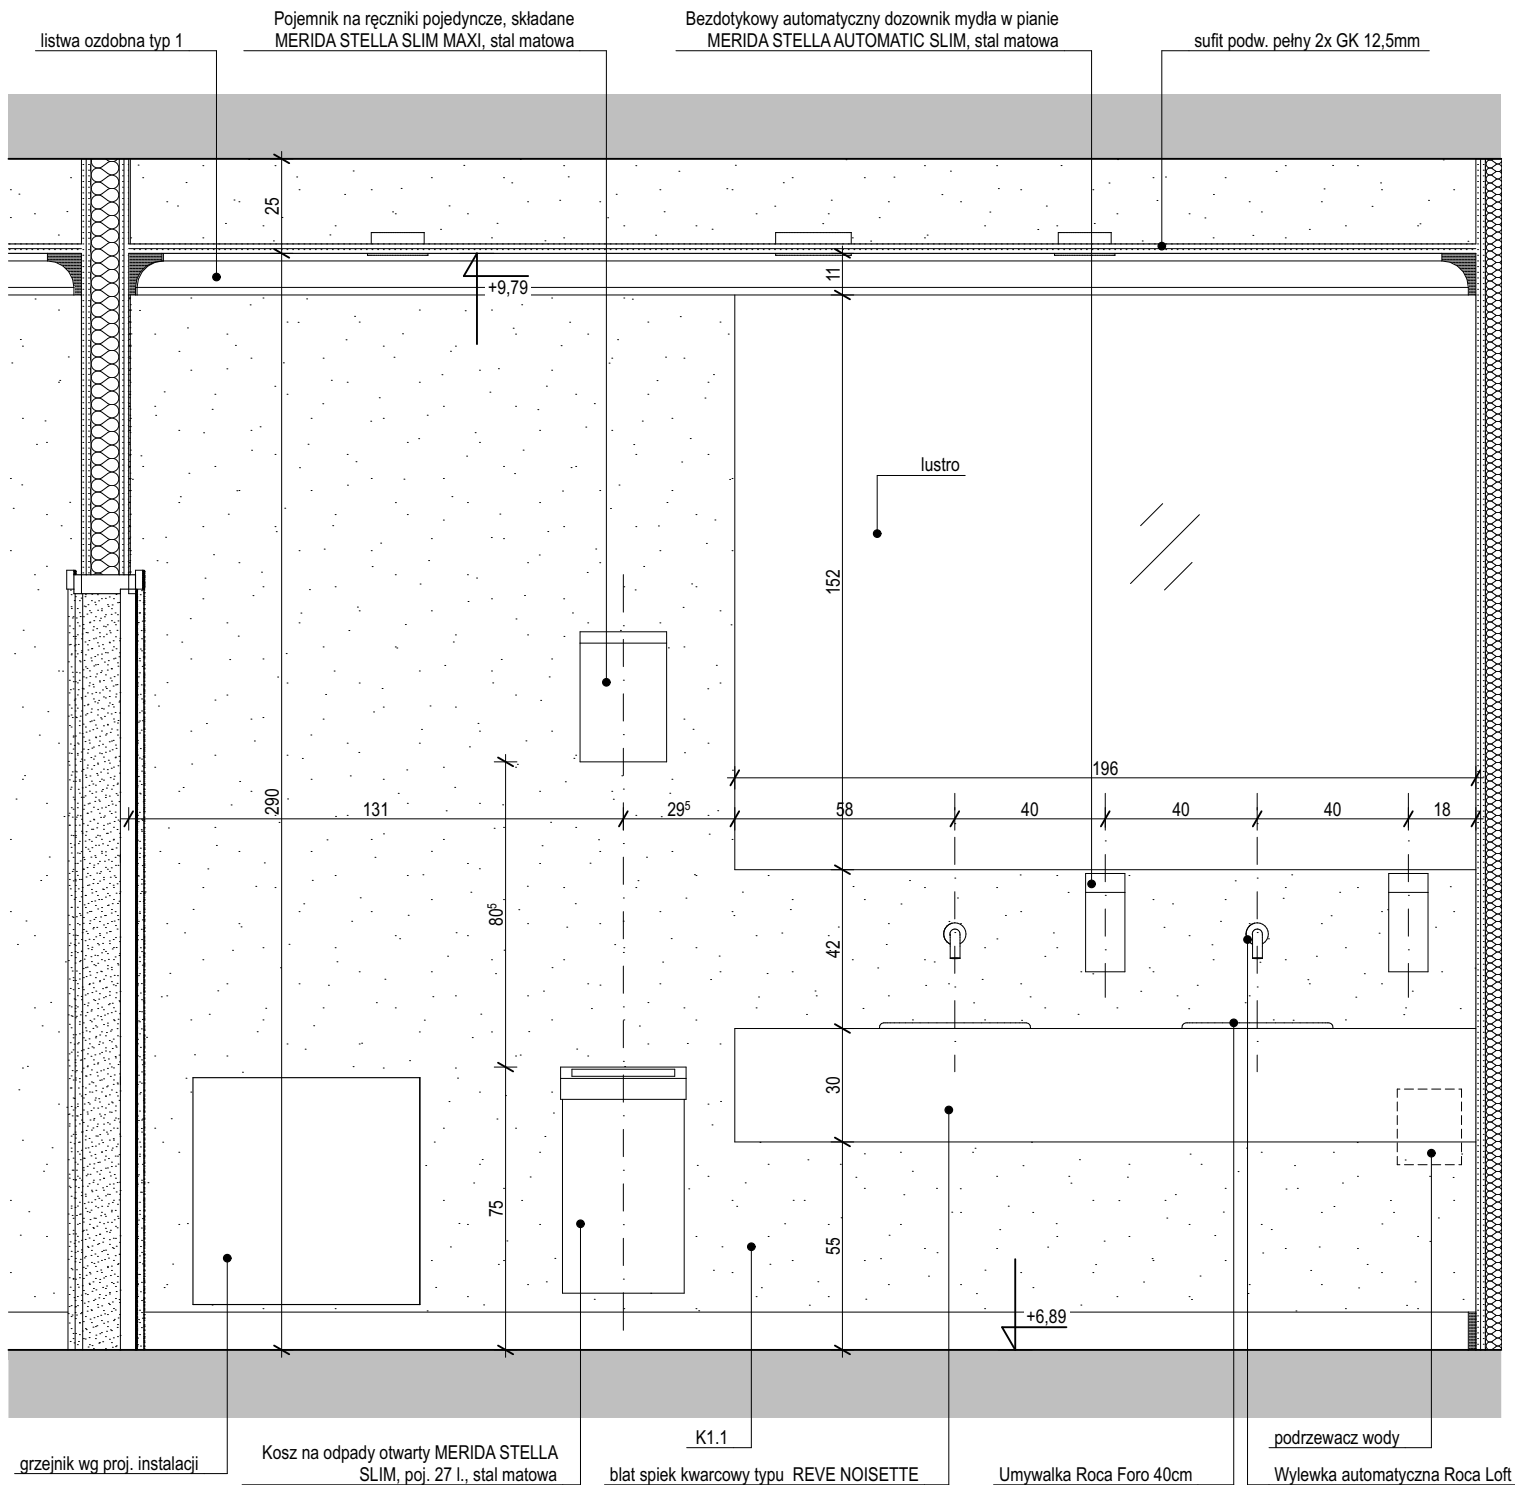 Pojemnik na ręczniki pojedyncze, składane
MERIDA STELLA SLIM MAXI, stal matowa
Bezdotykowy automatyczny dozownik mydła w pianie
MERIDA STELLA AUTOMATIC SLIM, stal matowa
listwa ozdobna typ 1
sufit podw. pełny 2x GK 12,5mm
25
11
+9,79
lustro
152
196
290
131
29⁵
58
40
40
40
18
80⁵
42
30
75
55
+6,89
grzejnik wg proj. instalacji
Kosz na odpady otwarty MERIDA STELLA
SLIM, poj. 27 l., stal matowa
K1.1
blat spiek kwarcowy typu REVE NOISETTE
Umywalka Roca Foro 40cm
podrzewacz wody
Wylewka automatyczna Roca Loft